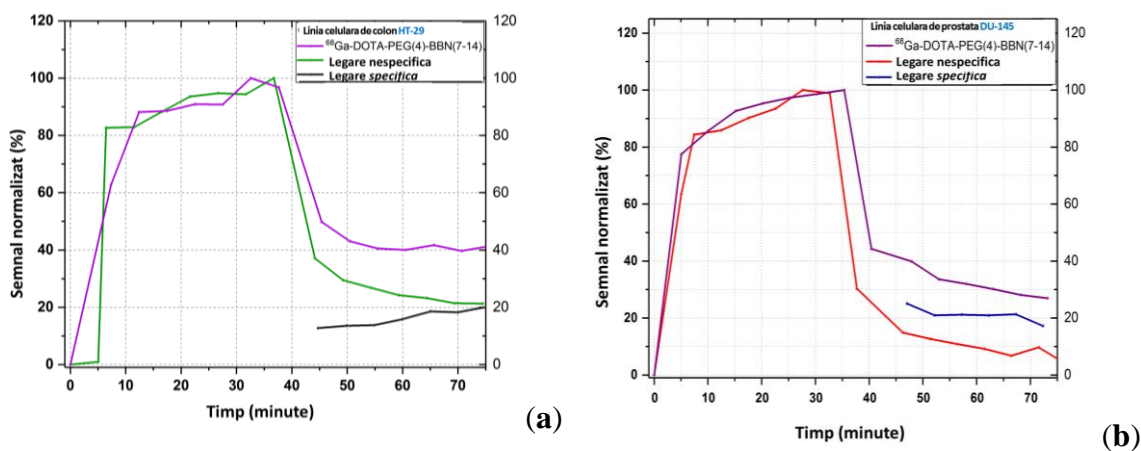 Linia celulara de colon HT-29
⁶⁸Ga-DOTA-PEG(4)-BBN(7-14)
Legare nespecifica
Legare specifica
Semnal normalizat (%)
120
100
80
60
40
20
0
120
100
80
60
40
20
0
0 10 20 30 40 50 60 70
Timp (minute)
(a)
Linia celulara de prostata DU-145
⁶⁸Ga-DOTA-PEG(4)-BBN(7-14)
Legare nespecifica
Legare specifica
Semnal normalizat (%)
120
100
80
60
40
20
0
120
100
80
60
40
20
0
0 10 20 30 40 50 60 70
Timp (minute)
(b)